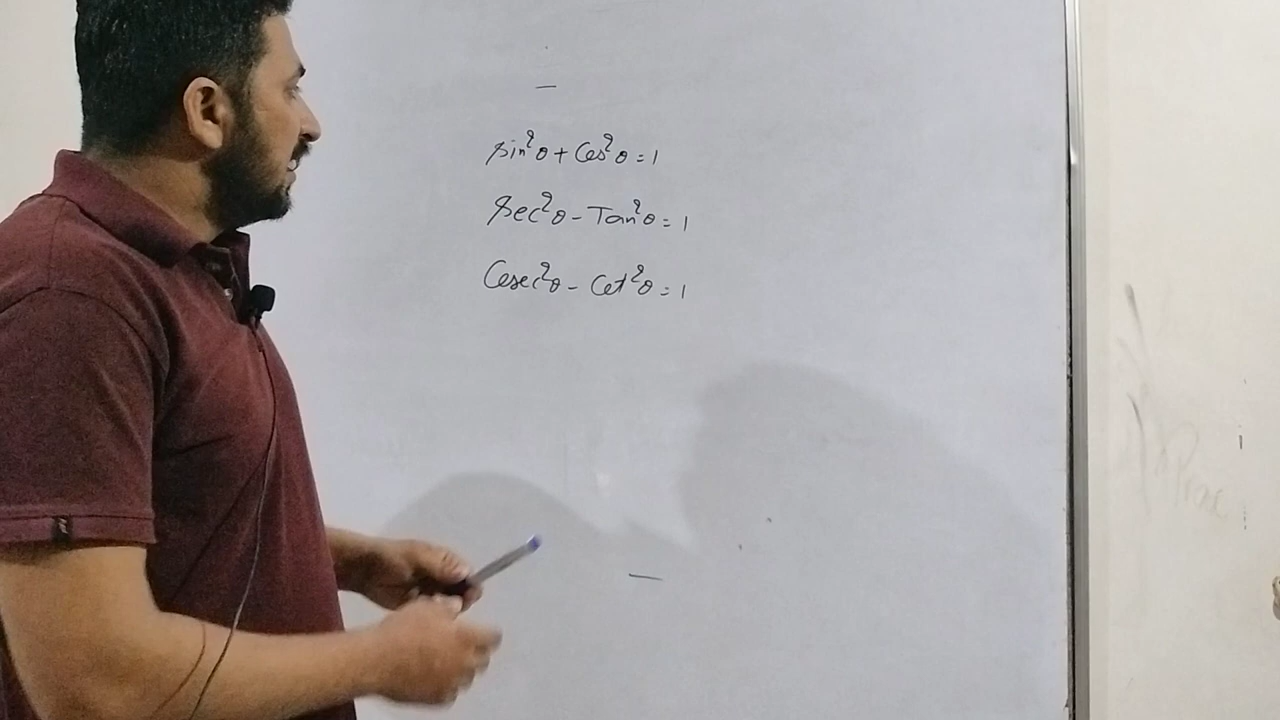 sin²θ + Cos²θ = 1
Sec²θ - Tan²θ = 1
Cosec²θ - Cot²θ = 1